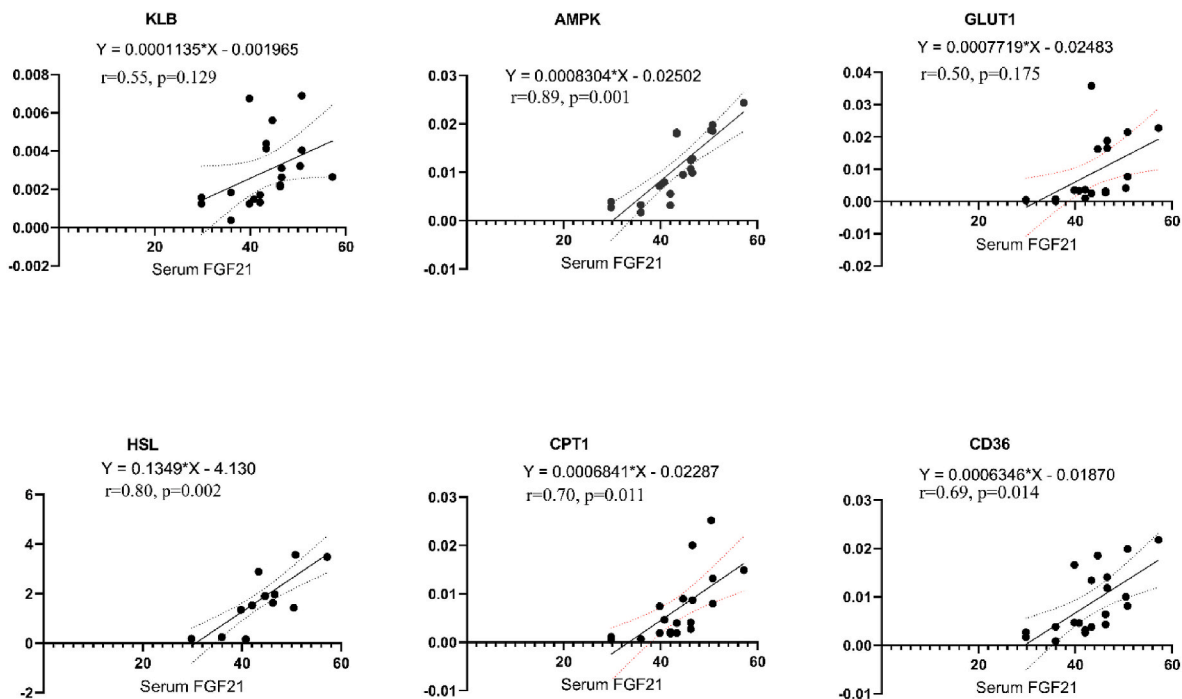 KLB
Y = 0.0001135*X - 0.001965
r=0.55, p=0.129
0.008
0.006
0.004
0.002
0.000
-0.002
20 40 60
Serum FGF21
AMPK
Y = 0.0008304*X - 0.02502
r=0.89, p=0.001
0.03
0.02
0.01
0.00
-0.01
20 40 60
Serum FGF21
GLUT1
Y = 0.0007719*X - 0.02483
r=0.50, p=0.175
0.04
0.03
0.02
0.01
0.00
-0.01
-0.02
20 40 60
Serum FGF21
HSL
Y = 0.1349*X - 4.130
r=0.80, p=0.002
6
4
2
0
-2
20 40 60
Serum FGF21
CPT1
Y = 0.0006841*X - 0.02287
r=0.70, p=0.011
0.03
0.02
0.01
0.00
-0.01
20 40 60
Serum FGF21
CD36
Y = 0.0006346*X - 0.01870
r=0.69, p=0.014
0.03
0.02
0.01
0.00
-0.01
20 40 60
Serum FGF21